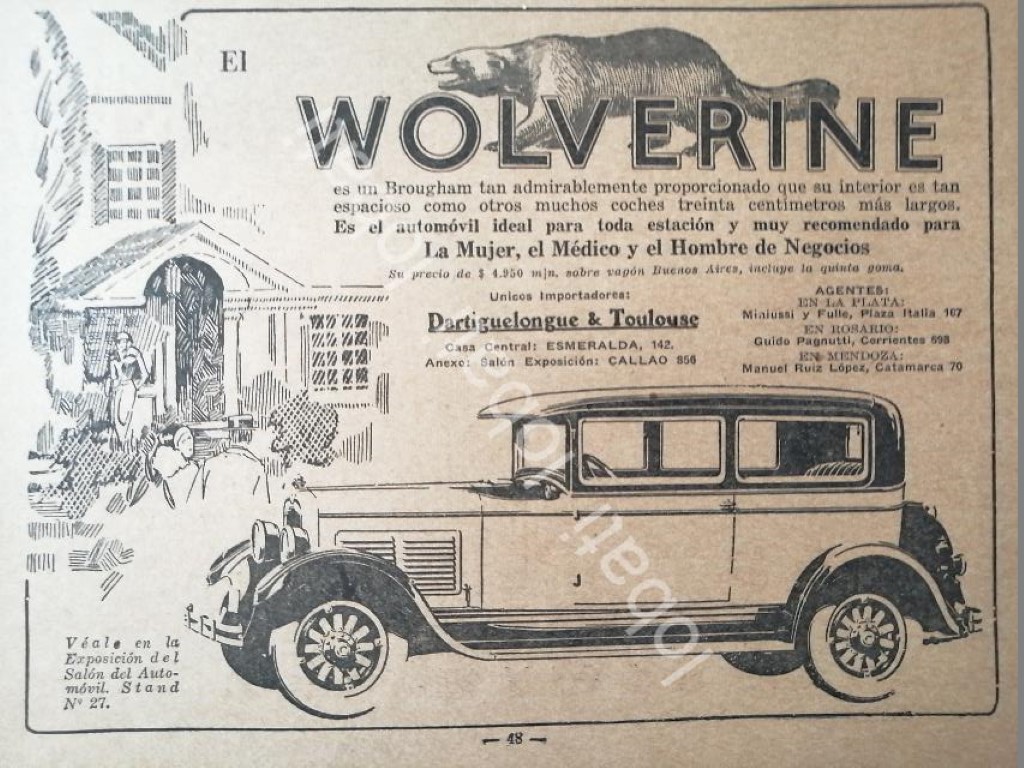 El
WOLVERINE
es un Brougham tan admirablemente proporcionado que su interior es tan
espacioso como otros muchos coches treinta centímetros más largos.
Es el automóvil ideal para toda estación y muy recomendado para
La Mujer, el Médico y el Hombre de Negocios
Su precio de $ 4.950 m|n. sobre vagón Buenos Aires, incluye la quinta goma.
Unicos Importadores:
Dartiguelongue & Toulouse
Casa Central: ESMERALDA, 142.
Anexo: Salón Exposición: CALLAO 856
AGENTES:
EN LA PLATA:
Miniussi y Fulle, Plaza Italia 167
EN ROSARIO:
Guido Pagnutti, Corrientes 698
EN MENDOZA:
Manuel Ruiz López, Catamarca 70
Véale en la
Exposición del
Salón del Auto-
móvil. Stand
Nº 27.
— 48 —